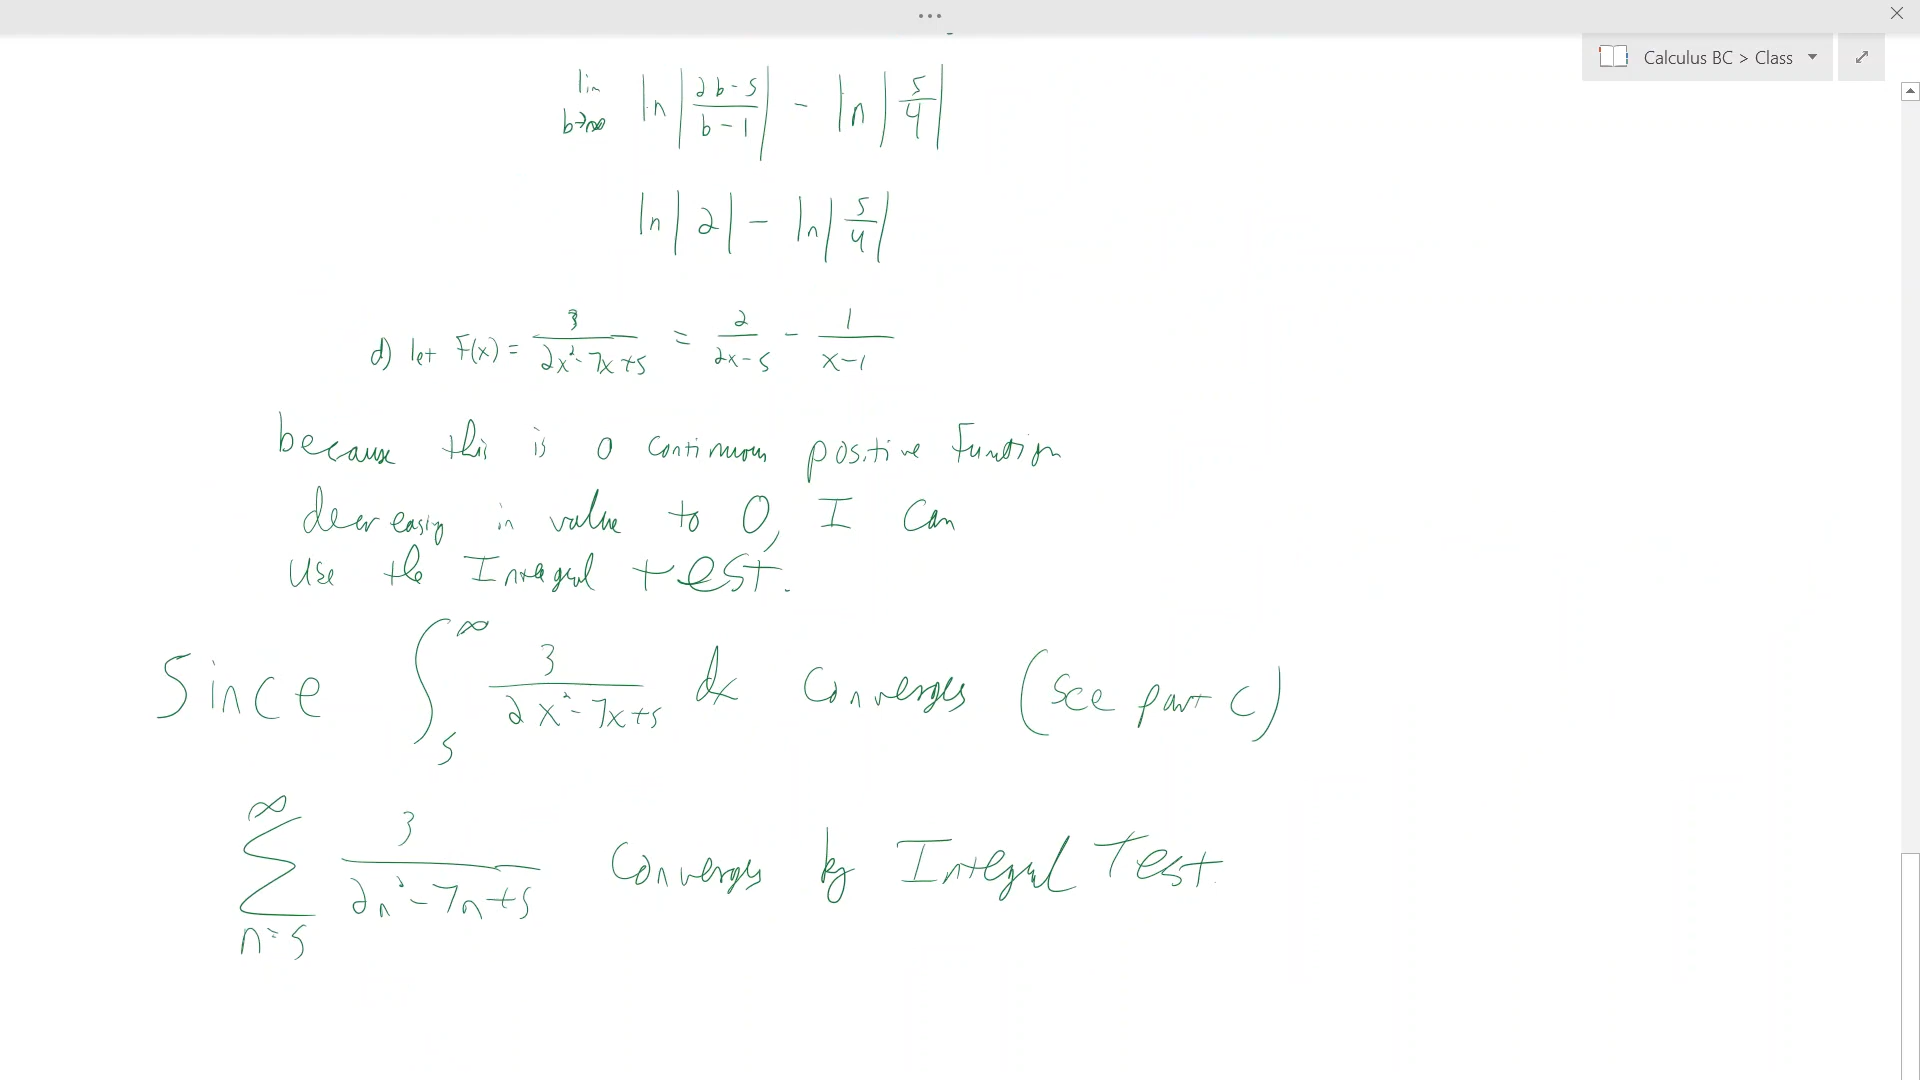 Calculus BC > Class
lim b→∞ ln|2b-5/b-1| - ln|5/4|
ln|2| - ln|5/4|
d) let F(x) = 3/(2x²-7x+5) = 2/(2x-5) - 1/(x-1)
because this is a continuous positive function
decreasing in value to 0, I can
use the Integral test.
Since ∫₅^∞ 3/(2x²-7x+5) dx Converges (see part c)
∞ Σ n=5 3/(2n²-7n+5) Converges by Integral Test.